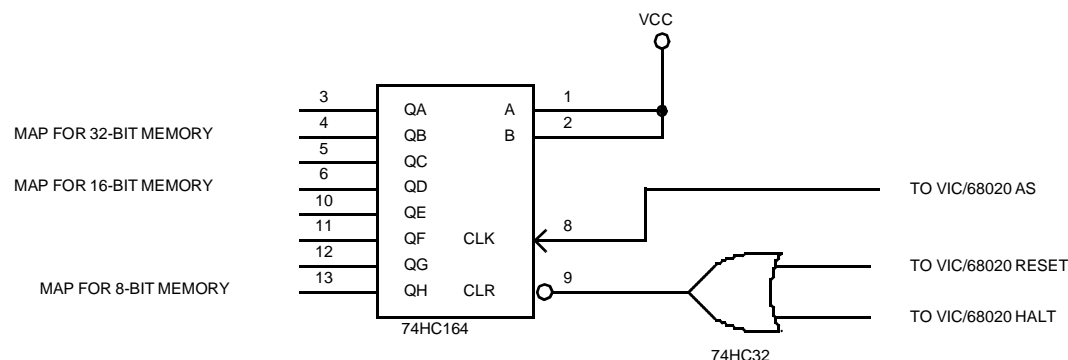 VCC
3 QA A 1
MAP FOR 32-BIT MEMORY 4 QB B 2
5 QC
MAP FOR 16-BIT MEMORY 6 QD TO VIC/68020 AS
10 QE
11 QF CLK 8
12 QG TO VIC/68020 RESET
MAP FOR 8-BIT MEMORY 13 QH CLR 9
TO VIC/68020 HALT
74HC164
74HC32